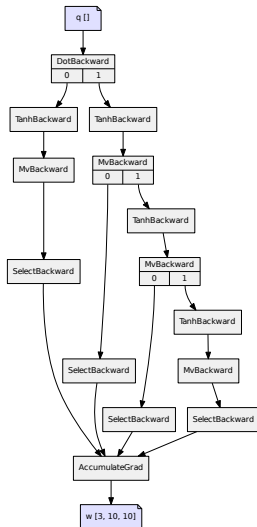 q []
DotBackward
0 1
TanhBackward TanhBackward
MvBackward MvBackward
0 1
TanhBackward
MvBackward
0 1
SelectBackward
TanhBackward
SelectBackward MvBackward
SelectBackward SelectBackward
AccumulateGrad
w [3, 10, 10]